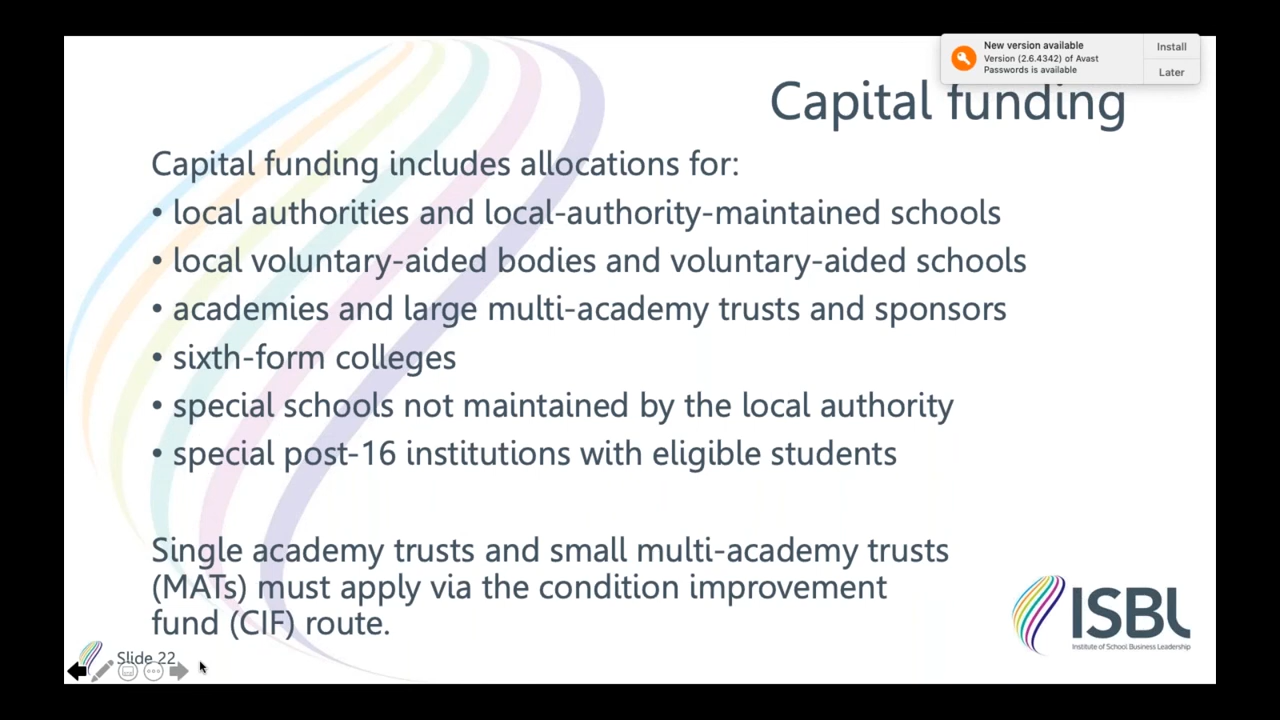 New version available
Version (2.6.4342) of Avast
Passwords is available
Install
Later
Capital funding
Capital funding includes allocations for:
• local authorities and local-authority-maintained schools
• local voluntary-aided bodies and voluntary-aided schools
• academies and large multi-academy trusts and sponsors
• sixth-form colleges
• special schools not maintained by the local authority
• special post-16 institutions with eligible students
Single academy trusts and small multi-academy trusts
(MATs) must apply via the condition improvement
fund (CIF) route.
ISBL
Institute of School Business Leadership
Slide 22